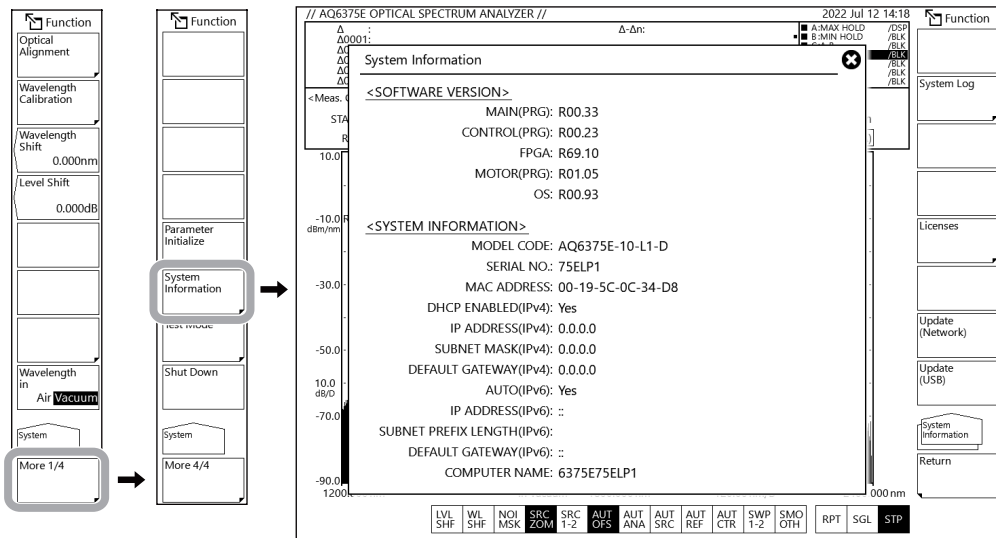 Function
Optical
Alignment
Wavelength
Calibration
Wavelength
Shift
0.000nm
Level Shift
0.000dB
Wavelength
in
Air Vacuum
System
More 1/4
Function
Parameter
Initialize
System
Information
Test Mode
Shut Down
System
More 4/4
// AQ6375E OPTICAL SPECTRUM ANALYZER //
2022 Jul 12 14:18
Δ :
Δ-Δn:
Δ0001:
A:MAX HOLD /DSP
B:MIN HOLD /BLK
/BLK
/BLK
/BLK
/BLK
<Meas.
STA
10.0
-10.0
dBm/nm
-30.0
-50.0
10.0
dB/D
-70.0
-90.0
1200
000 nm
System Information
<SOFTWARE VERSION>
MAIN(PRG): R00.33
CONTROL(PRG): R00.23
FPGA: R69.10
MOTOR(PRG): R01.05
OS: R00.93
<SYSTEM INFORMATION>
MODEL CODE: AQ6375E-10-L1-D
SERIAL NO.: 75ELP1
MAC ADDRESS: 00-19-5C-0C-34-D8
DHCP ENABLED(IPv4): Yes
IP ADDRESS(IPv4): 0.0.0.0
SUBNET MASK(IPv4): 0.0.0.0
DEFAULT GATEWAY(IPv4): 0.0.0.0
AUTO(IPv6): Yes
IP ADDRESS(IPv6): ::
SUBNET PREFIX LENGTH(IPv6):
DEFAULT GATEWAY(IPv6): ::
COMPUTER NAME: 6375E75ELP1
LVL SHF
WL SHF
NOI MSK
SRC ZOM
SRC 1-2
AUT OFS
AUT ANA
AUT SRC
AUT REF
AUT CTR
SWP 1-2
SMO OTH
RPT
SGL
STP
Function
System Log
Licenses
Update
(Network)
Update
(USB)
System
Information
Return